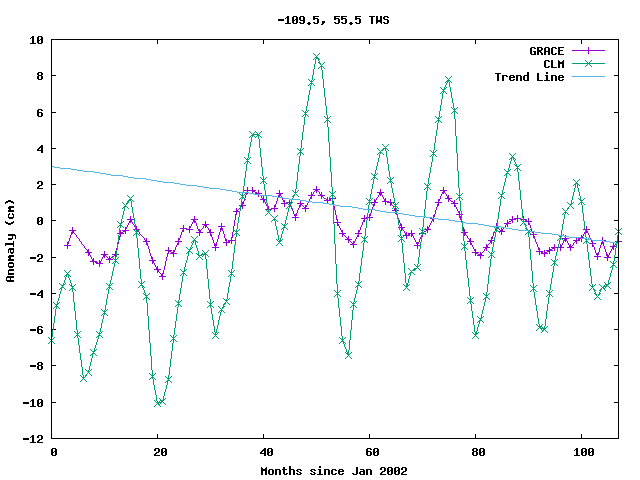 -109.5, 55.5 TWS
GRACE
CLM
Trend Line
10
8
6
4
2
0
-2
-4
-6
-8
-10
-12
Anomaly (cm)
0 20 40 60 80 100
Months since Jan 2002